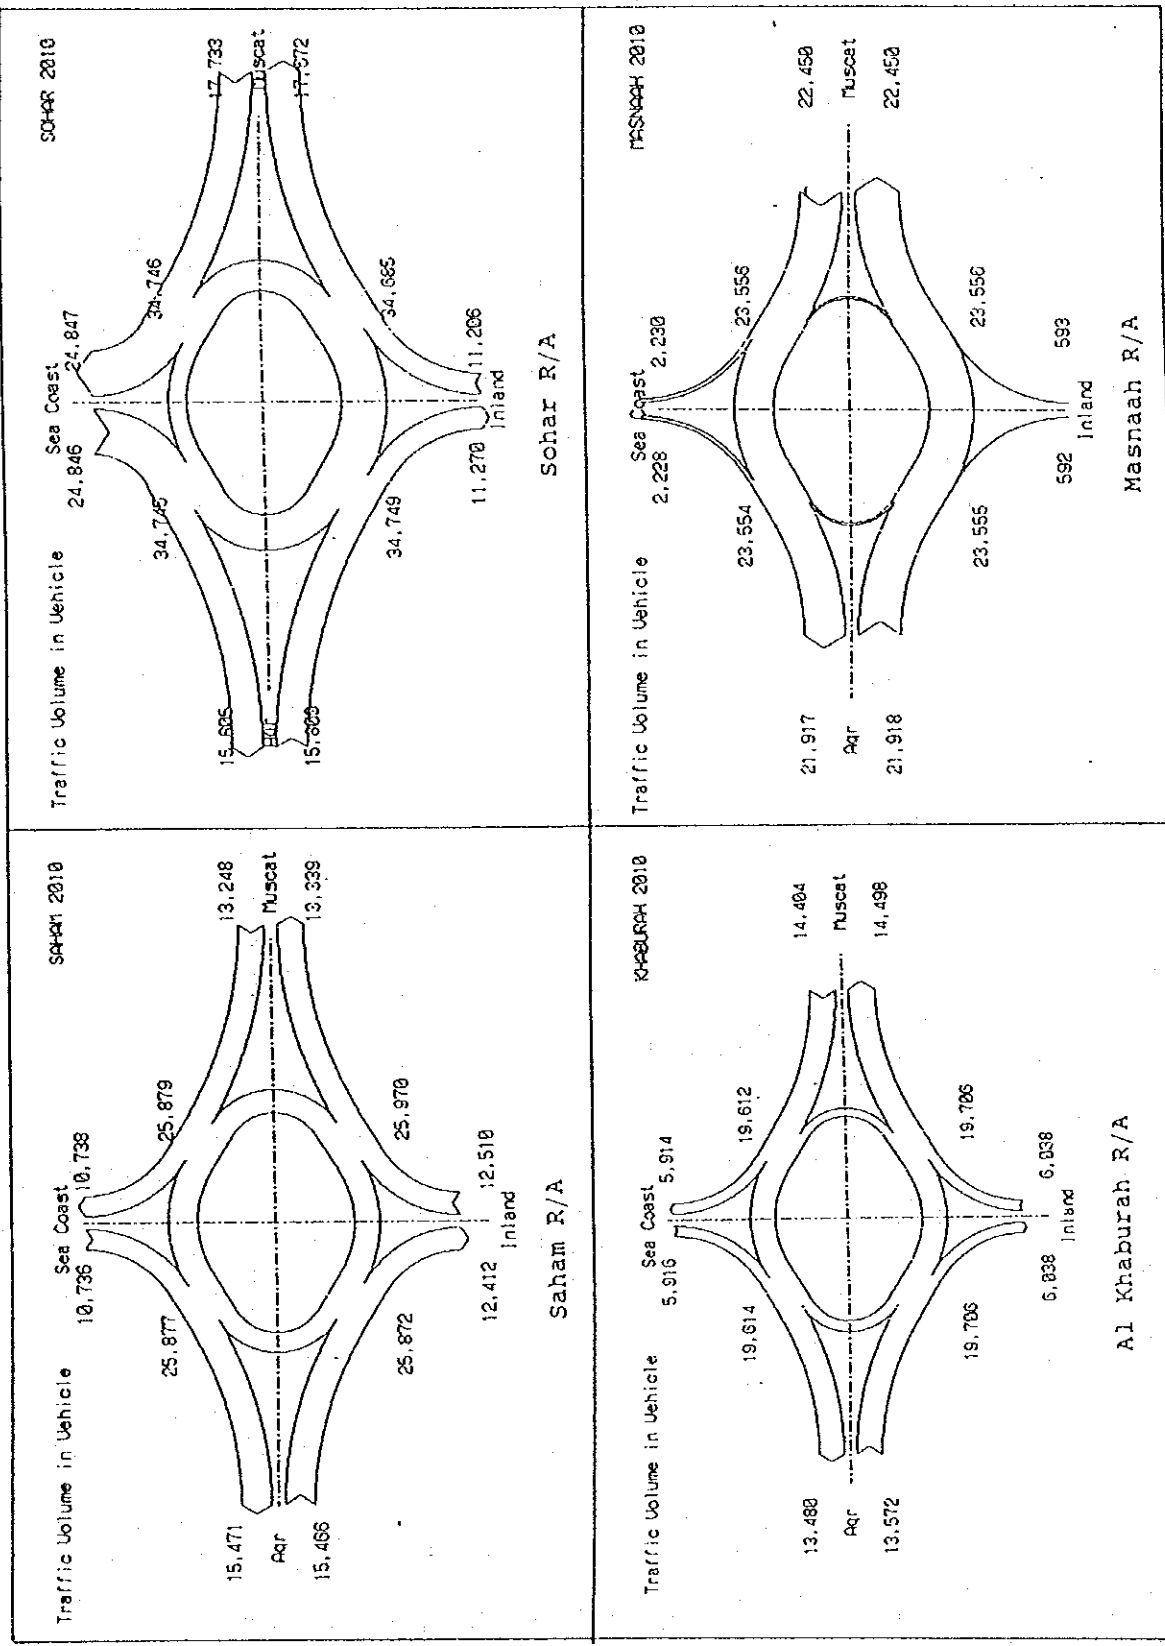 Traffic Volume in Vehicle
SAHAM 2010
Sea Coast
10,736
10,738
25,877
25,879
15,471
13,248
Aqr
Muscat
15,466
13,339
25,872
25,970
12,412
12,510
Inland
Saham R/A
Traffic Volume in Vehicle
SOHAR 2010
Sea Coast
24,846
24,847
34,745
34,746
15,605
17,733
Aqr
Muscat
17,672
34,749
34,685
11,270
11,206
Inland
Sohar R/A
Traffic Volume in Vehicle
KHABURAH 2010
Sea Coast
5,916
5,914
19,614
19,612
13,480
14,404
Aqr
Muscat
13,572
14,498
19,706
19,706
6,038
6,038
Inland
Al Khaburah R/A
Traffic Volume in Vehicle
MASNAAH 2010
Sea Coast
2,228
2,230
23,554
23,556
21,917
22,450
Aqr
Muscat
21,918
22,450
23,555
23,556
592
593
Inland
Masnaah R/A